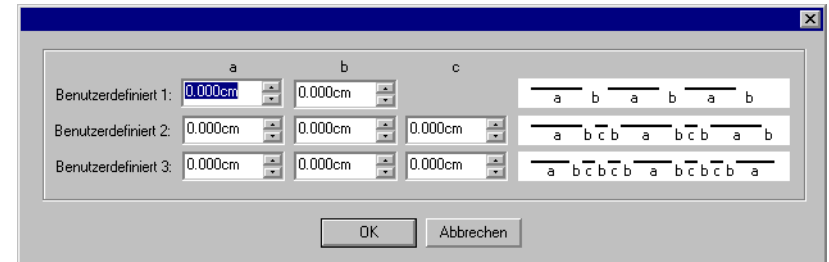 a b c
Benutzerdefiniert 1: 0.000cm 0.000cm a b a b a b
Benutzerdefiniert 2: 0.000cm 0.000cm 0.000cm a b c b a b c b a b
Benutzerdefiniert 3: 0.000cm 0.000cm 0.000cm a b c b c b a b c b c b a
OK Abbrechen